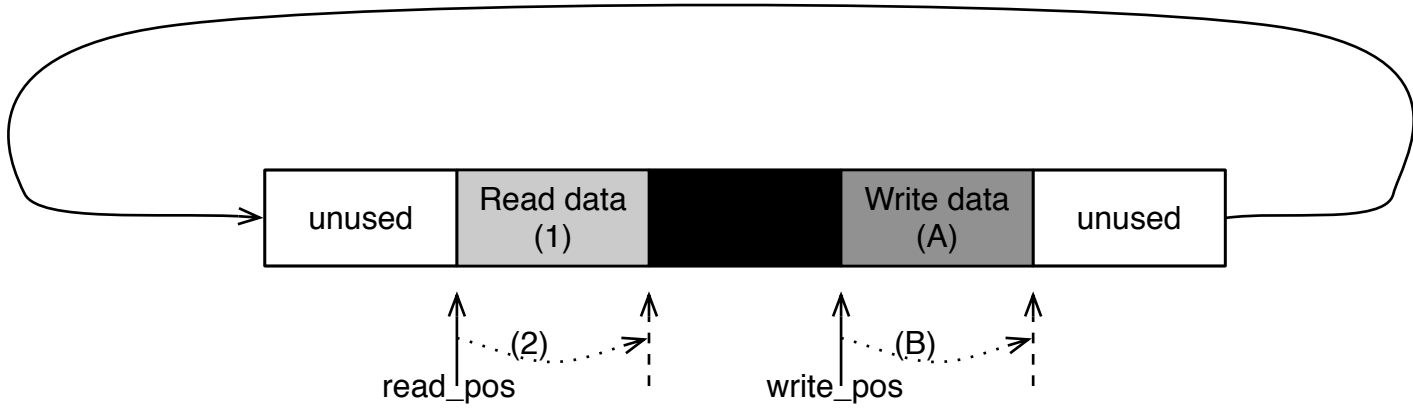 unused
Read data
(1)
Write data
(A)
unused
(2)
(B)
read_pos
write_pos